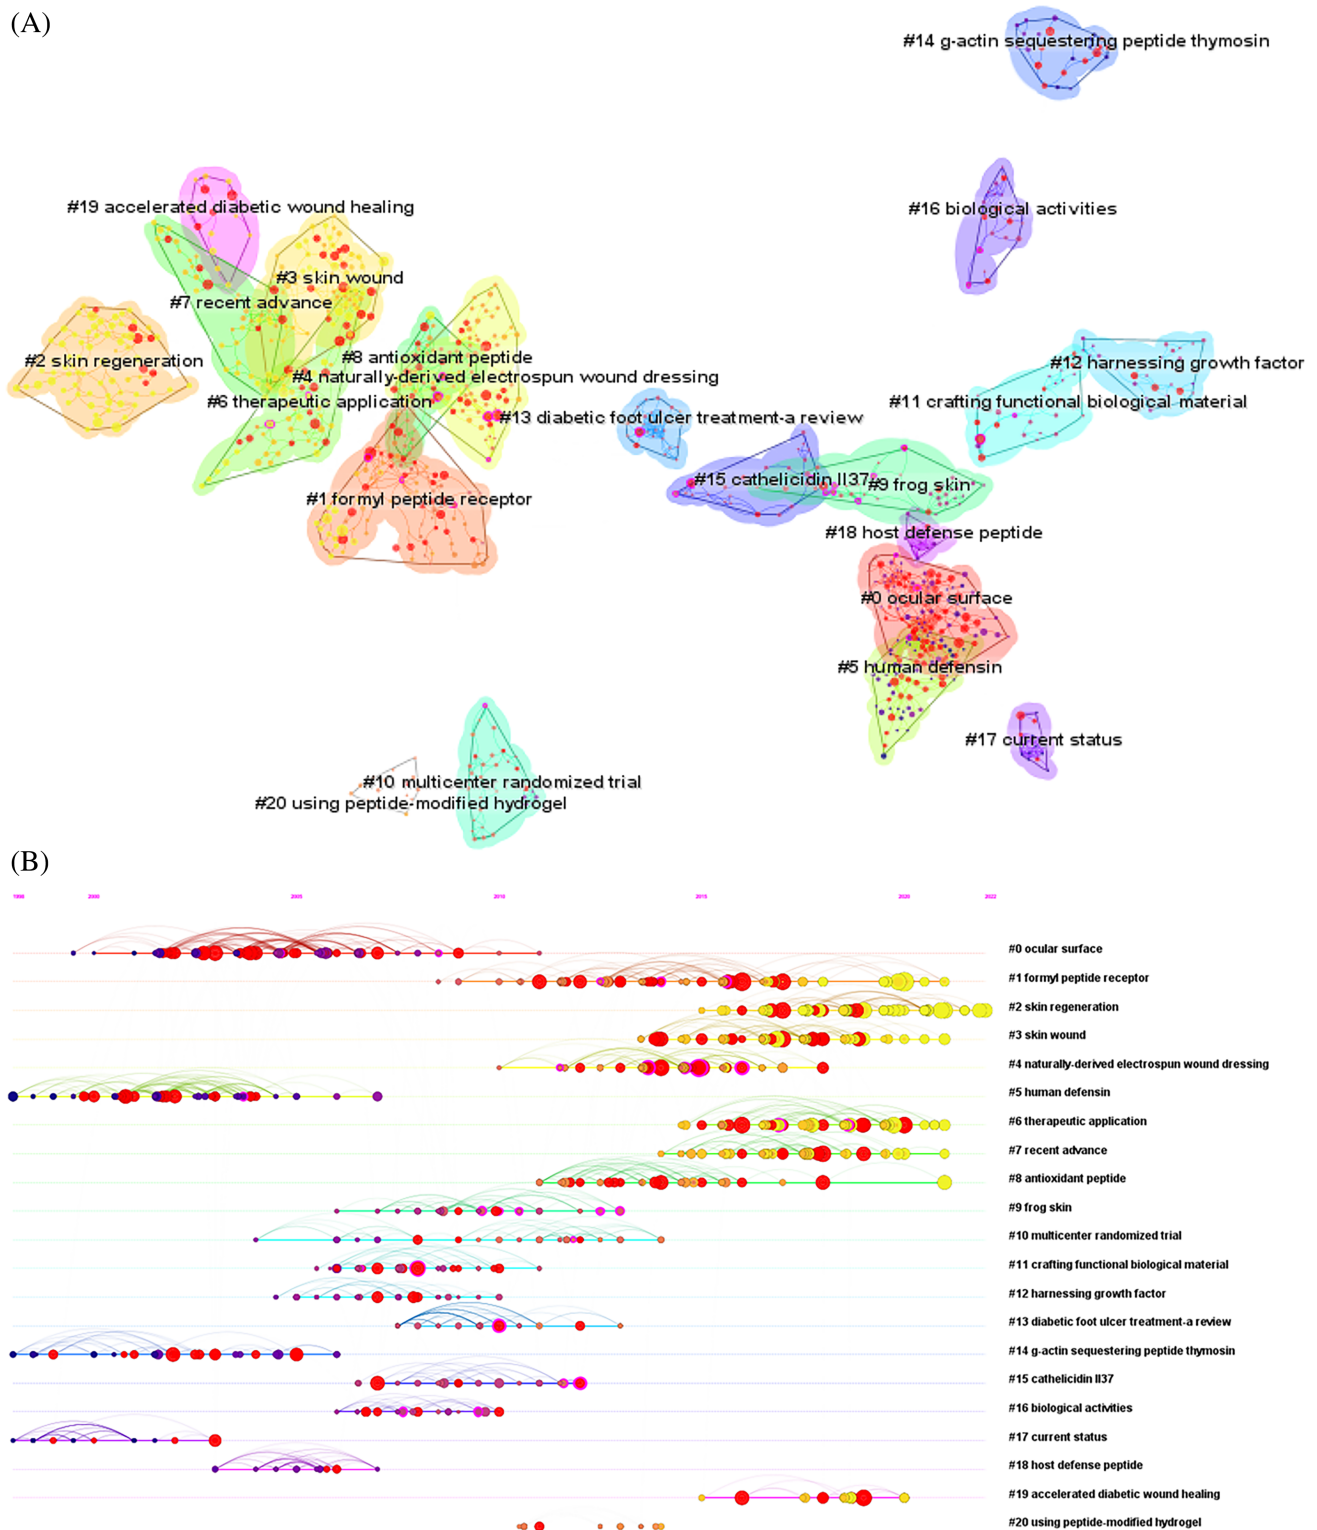 (A)
#14 g-actin sequestering peptide thymosin
#19 accelerated diabetic wound healing
#16 biological activities
#3 skin wound
#7 recent advance
#2 skin regeneration
#8 antioxidant peptide
#12 harnessing growth factor
#4 naturally-derived electrospun wound dressing
#6 therapeutic application
#11 crafting functional biological material
#13 diabetic foot ulcer treatment-a review
#15 cathelicidin ll37
#9 frog skin
#1 formyl peptide receptor
#18 host defense peptide
#0 ocular surface
#5 human defensin
#17 current status
#10 multicenter randomized trial
#20 using peptide-modified hydrogel
(B)
1998 2000 2005 2010 2015 2020 2022
#0 ocular surface
#1 formyl peptide receptor
#2 skin regeneration
#3 skin wound
#4 naturally-derived electrospun wound dressing
#5 human defensin
#6 therapeutic application
#7 recent advance
#8 antioxidant peptide
#9 frog skin
#10 multicenter randomized trial
#11 crafting functional biological material
#12 harnessing growth factor
#13 diabetic foot ulcer treatment-a review
#14 g-actin sequestering peptide thymosin
#15 cathelicidin ll37
#16 biological activities
#17 current status
#18 host defense peptide
#19 accelerated diabetic wound healing
#20 using peptide-modified hydrogel